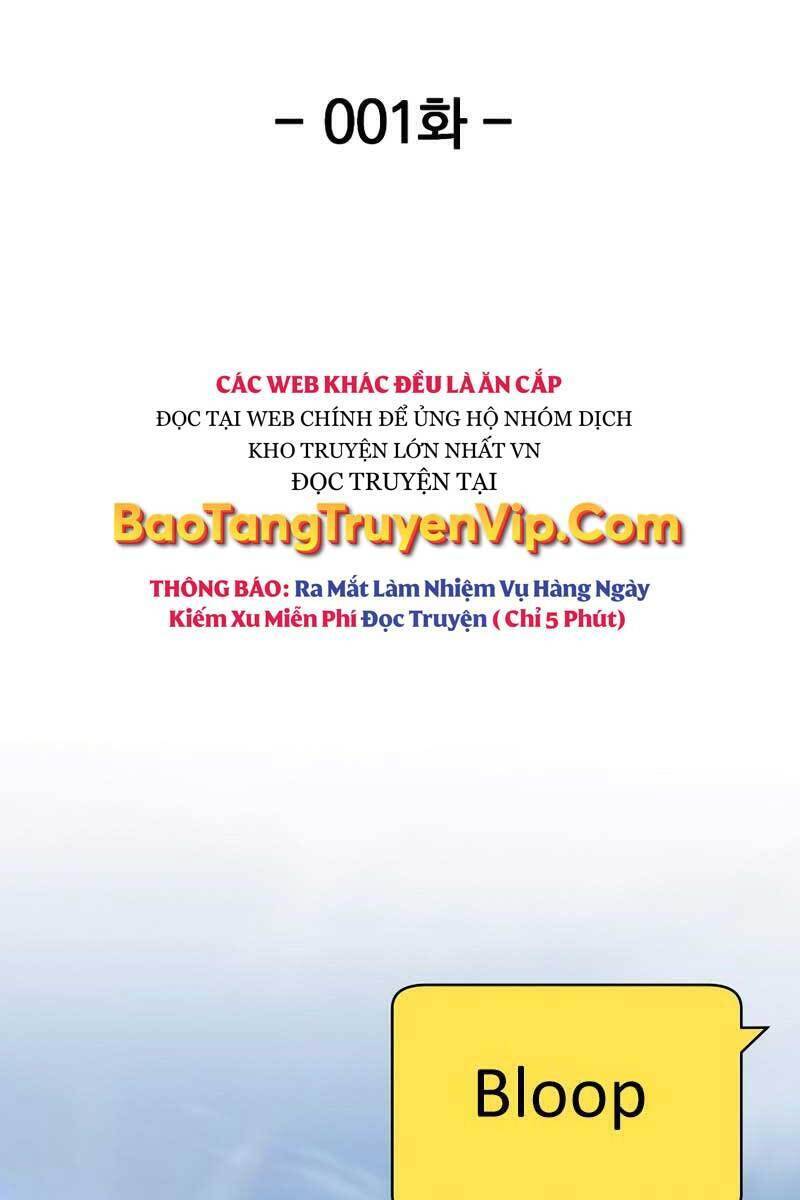 - 001화 -
CÁC WEB KHÁC ĐỀU LÀ ĂN CẮP
ĐỌC TẠI WEB CHÍNH ĐỂ ỦNG HỘ NHÓM DỊCH
KHO TRUYỆN LỚN NHẤT VN
ĐỌC TRUYỆN TẠI
BaoTangTruyenVip.Com
THÔNG BÁO: Ra Mắt Làm Nhiệm Vụ Hàng Ngày
Kiếm Xu Miễn Phí Đọc Truyện ( Chỉ 5 Phút)
Bloop